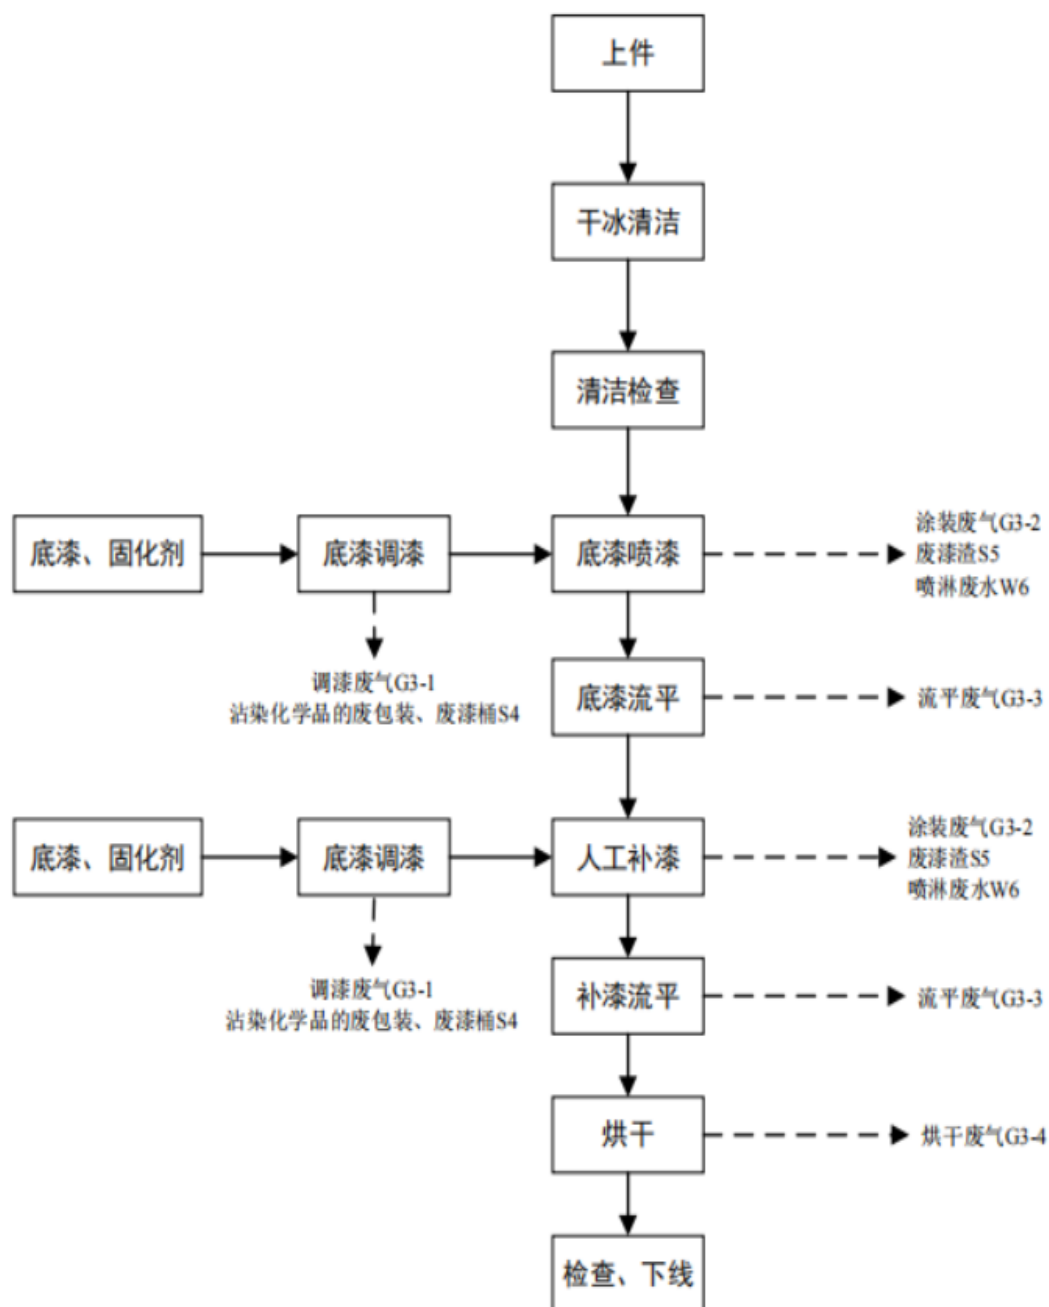 上件
干冰清洁
清洁检查
底漆、固化剂
底漆调漆
底漆喷漆
涂装废气G3-2
废漆渣S5
喷淋废水W6
调漆废气G3-1
沾染化学品的废包装、废漆桶S4
底漆流平
流平废气G3-3
底漆、固化剂
底漆调漆
人工补漆
涂装废气G3-2
废漆渣S5
喷淋废水W6
调漆废气G3-1
沾染化学品的废包装、废漆桶S4
补漆流平
流平废气G3-3
烘干
烘干废气G3-4
检查、下线